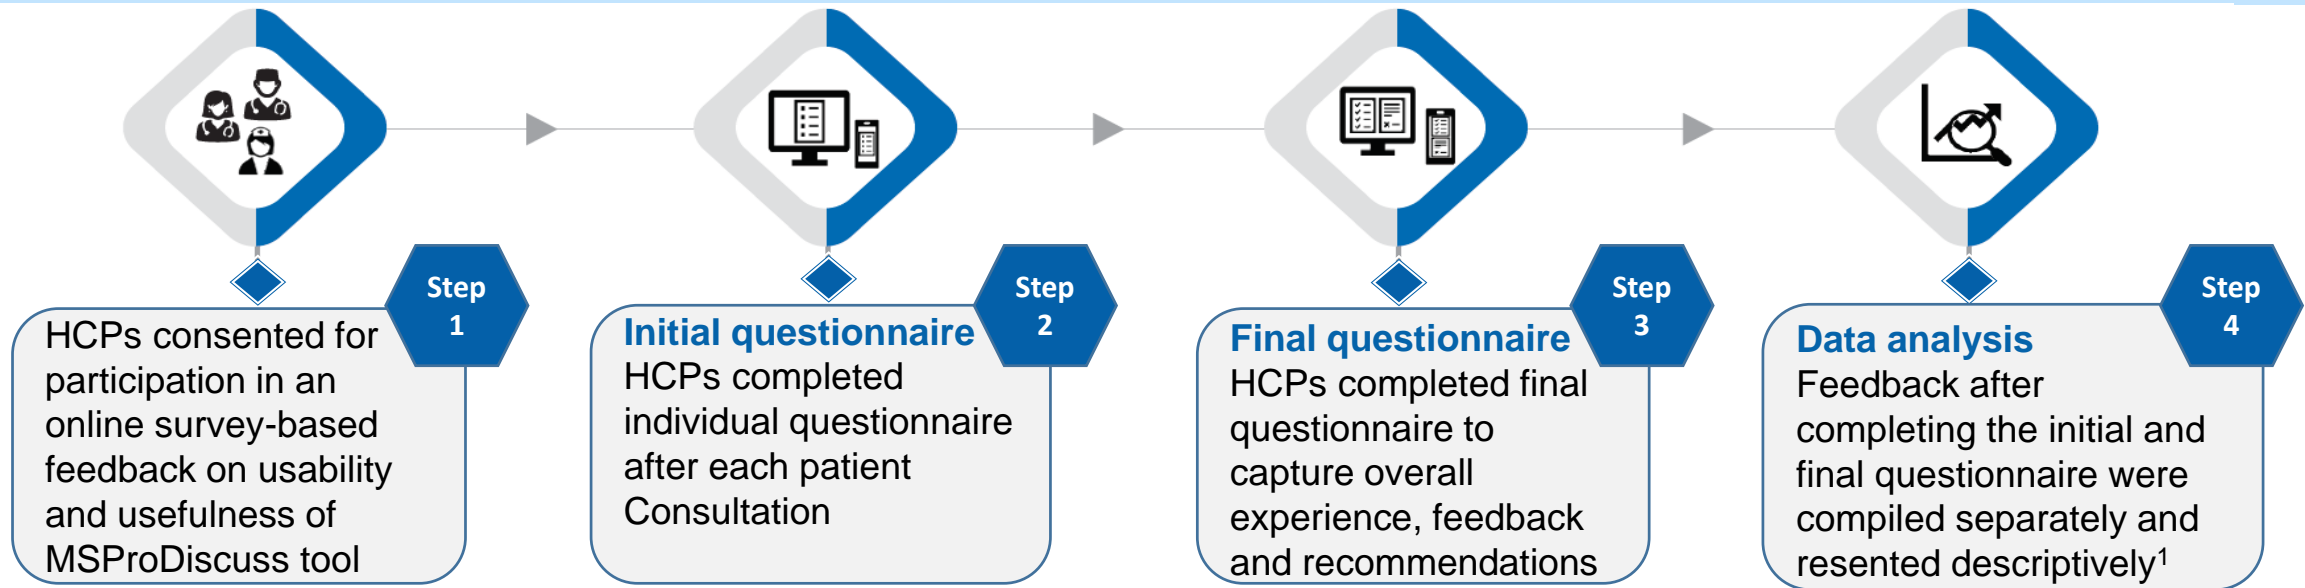 Step
1
HCPs consented for
participation in an
online survey-based
feedback on usability
and usefulness of
MSProDiscuss tool
Step
2
Initial questionnaire
HCPs completed
individual questionnaire
after each patient
Consultation
Step
3
Final questionnaire
HCPs completed final
questionnaire to
capture overall
experience, feedback
and recommendations
Step
4
Data analysis
Feedback after
completing the initial and
final questionnaire were
compiled separately and
resented descriptively¹